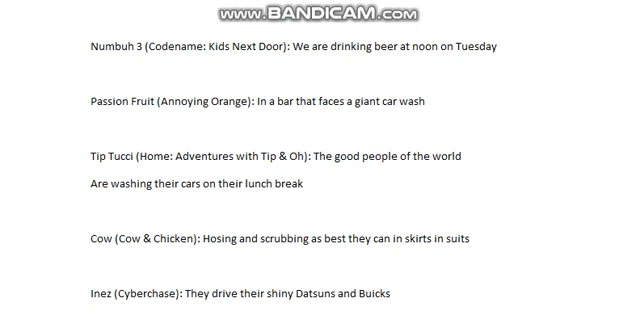 www.BANDICAM.com
Numbuh 3 (Codename: Kids Next Door): We are drinking beer at noon on Tuesday
Passion Fruit (Annoying Orange): In a bar that faces a giant car wash
Tip Tucci (Home: Adventures with Tip & Oh): The good people of the world
Are washing their cars on their lunch break
Cow (Cow & Chicken): Hosing and scrubbing as best they can in skirts in suits
Inez (Cyberchase): They drive their shiny Datsuns and Buicks